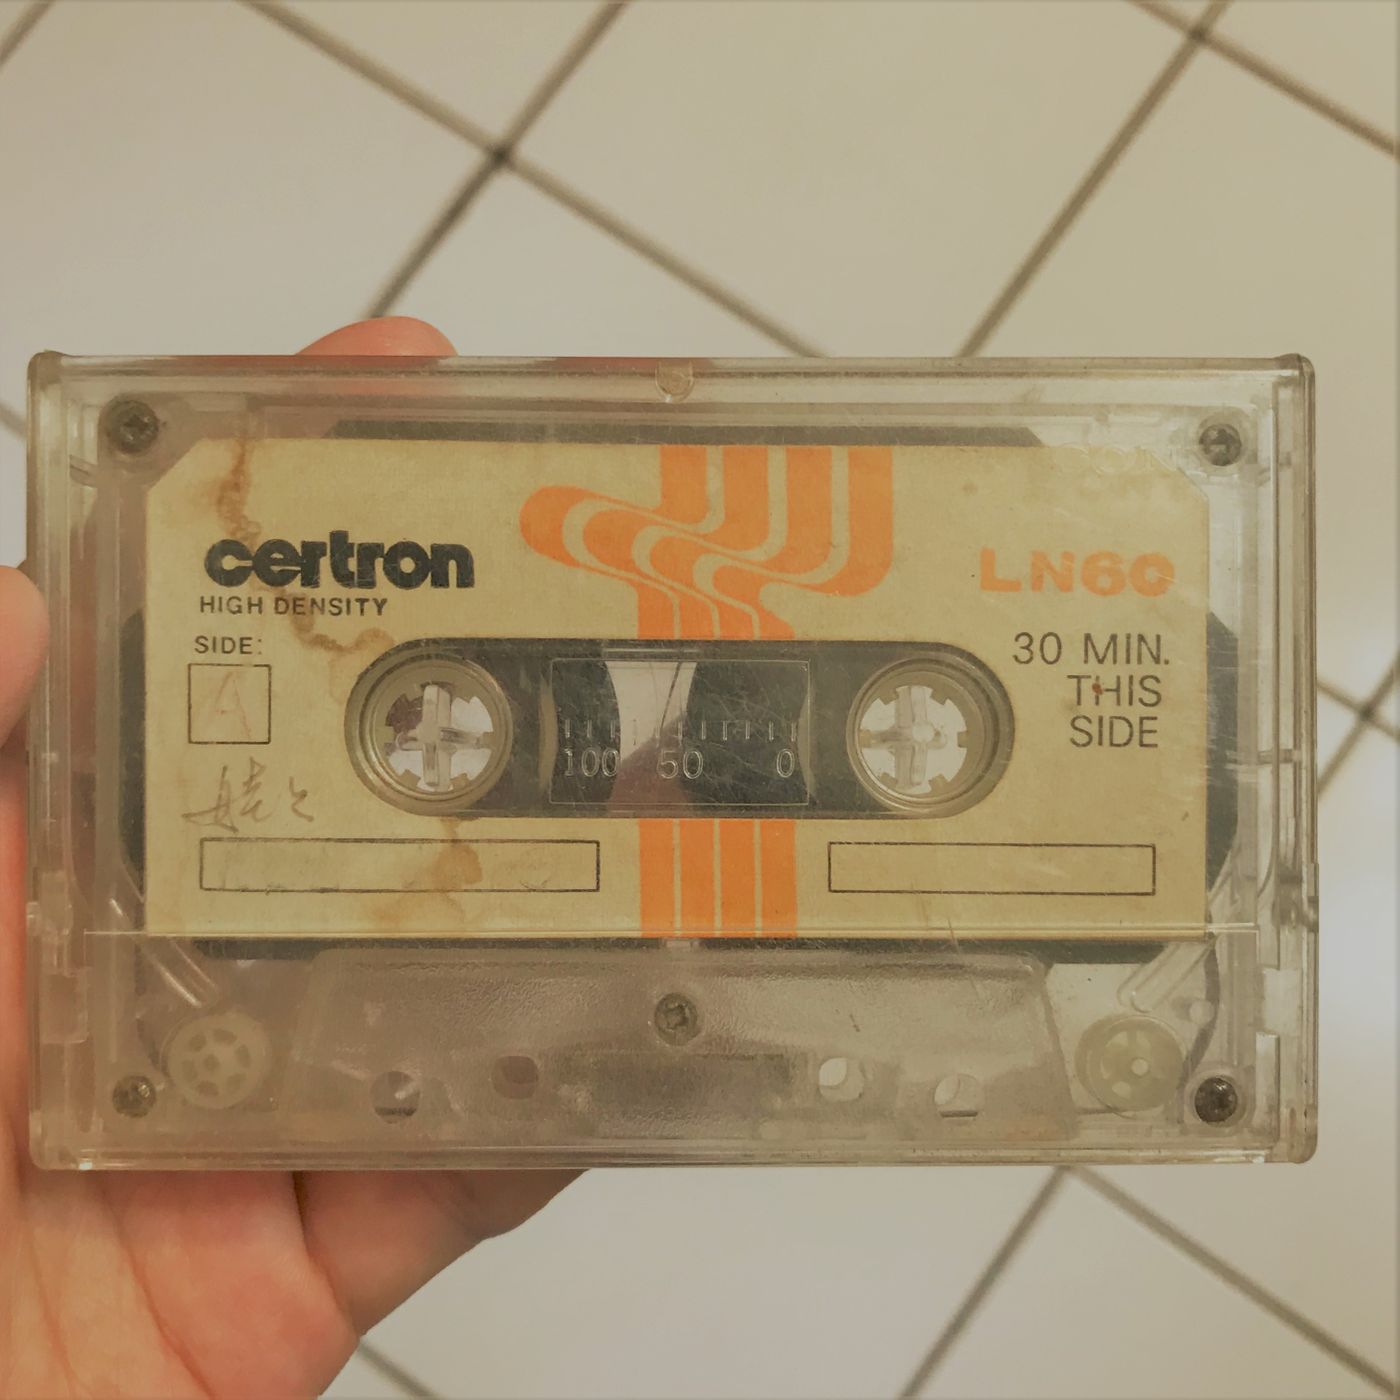 certron
HIGH DENSITY
LN60
SIDE:
A
30 MIN.
THIS
SIDE
100 50 0